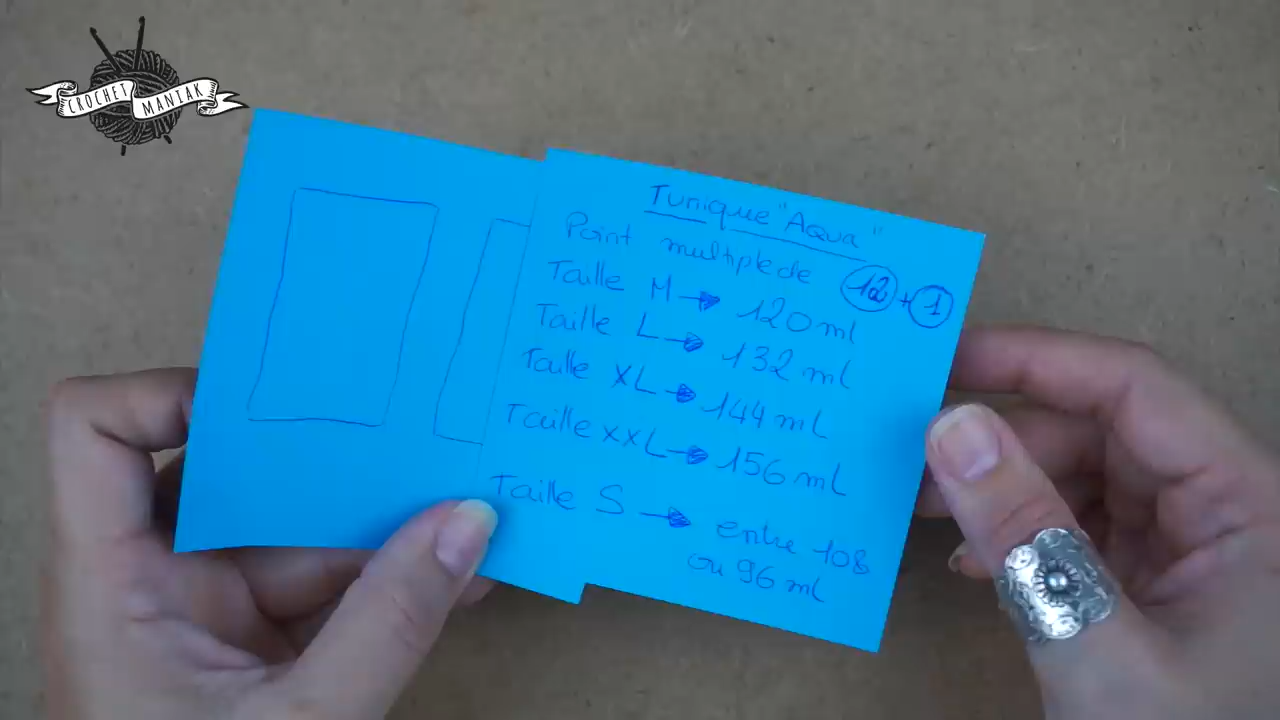 CROCHET MANIAK
Tunique "Aqua"
Point multiple de 12 + 1
Taille M → 120 ml
Taille L → 132 ml
Taille XL → 144 ml
Taille XXL → 156 ml
Taille S → entre 108
ou 96 ml